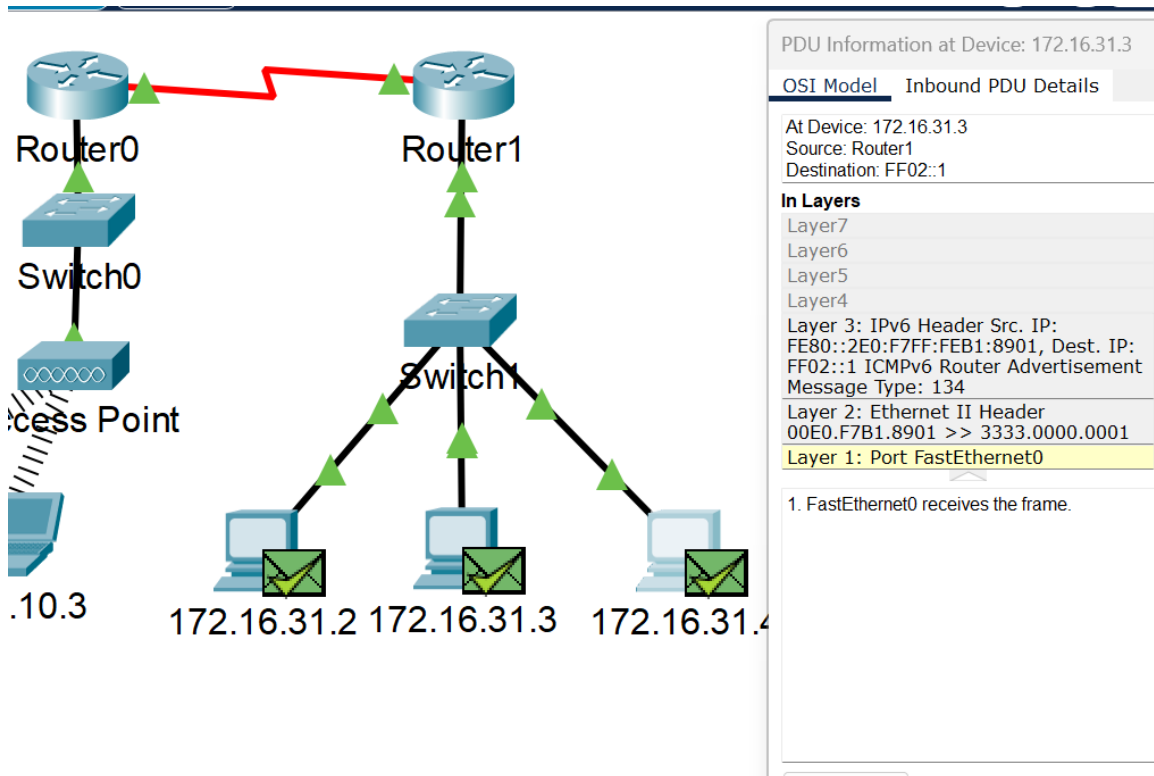 Router0
Router1
Switch0
Switch1
ccess Point
.10.3
172.16.31.2
172.16.31.3
172.16.31.4
PDU Information at Device: 172.16.31.3
OSI Model
Inbound PDU Details
At Device: 172.16.31.3
Source: Router1
Destination: FF02::1
In Layers
Layer7
Layer6
Layer5
Layer4
Layer 3: IPv6 Header Src. IP:
FE80::2E0:F7FF:FEB1:8901, Dest. IP:
FF02::1 ICMPv6 Router Advertisement
Message Type: 134
Layer 2: Ethernet II Header
00E0.F7B1.8901 >> 3333.0000.0001
Layer 1: Port FastEthernet0
1. FastEthernet0 receives the frame.